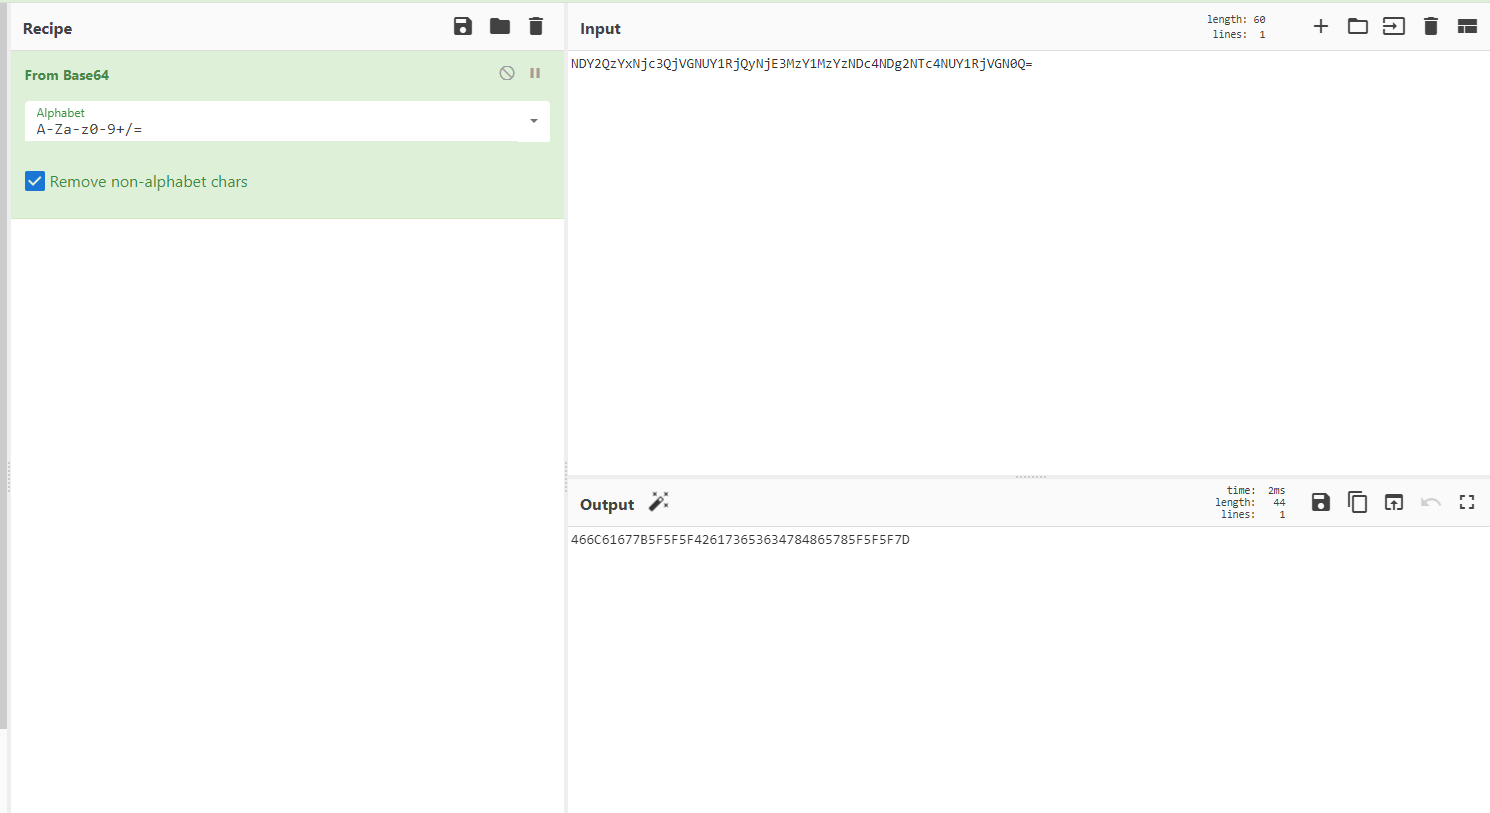 Recipe
From Base64
Alphabet
A-Za-z0-9+/=
Remove non-alphabet chars
Input
length: 60
lines: 1
NDY2QzYxNjc3QjVGNUY1RjQyNjE3MzY1MzYzNDc4NDg2NTc4NUY1RjVGN0Q=
Output
time: 2ms
length: 44
lines: 1
466C61677B5F5F5F426173653634784865785F5F5F7D